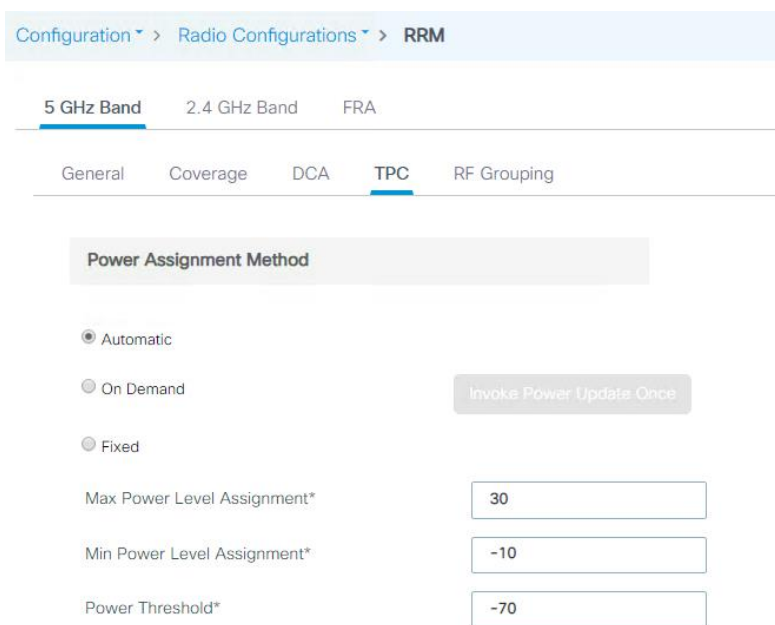 Configuration > Radio Configurations > RRM
5 GHz Band 2.4 GHz Band FRA
General Coverage DCA TPC RF Grouping
Power Assignment Method
Automatic
On Demand Invoke Power Update Once
Fixed
Max Power Level Assignment* 30
Min Power Level Assignment* -10
Power Threshold* -70